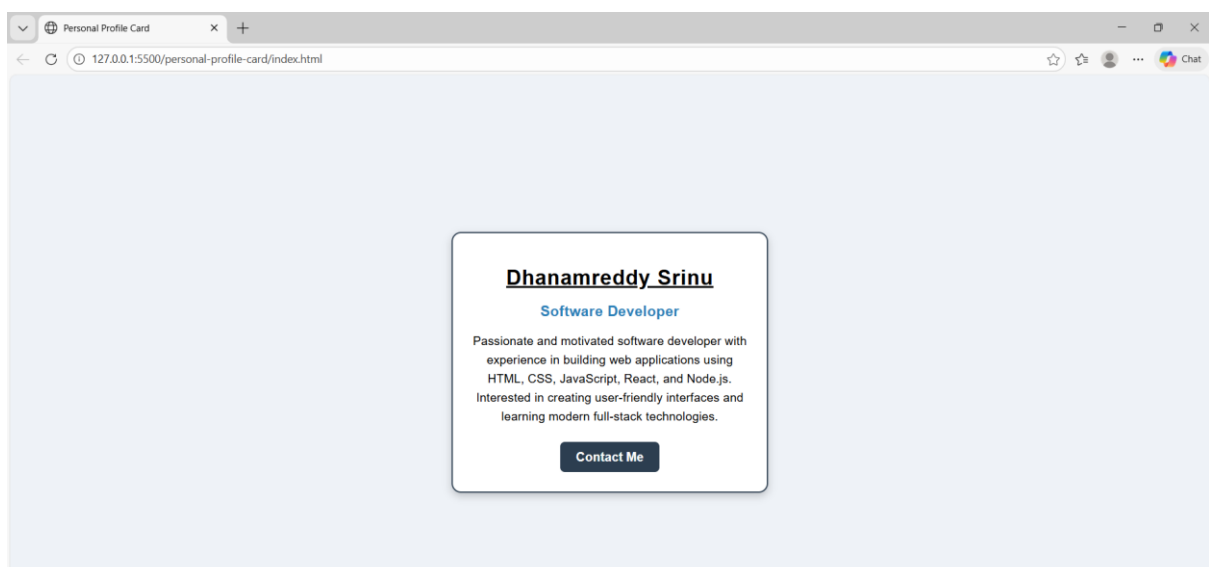 Personal Profile Card
127.0.0.1:5500/personal-profile-card/index.html
Chat
Dhanamreddy Srinu
Software Developer
Passionate and motivated software developer with
experience in building web applications using
HTML, CSS, JavaScript, React, and Node.js.
Interested in creating user-friendly interfaces and
learning modern full-stack technologies.
Contact Me